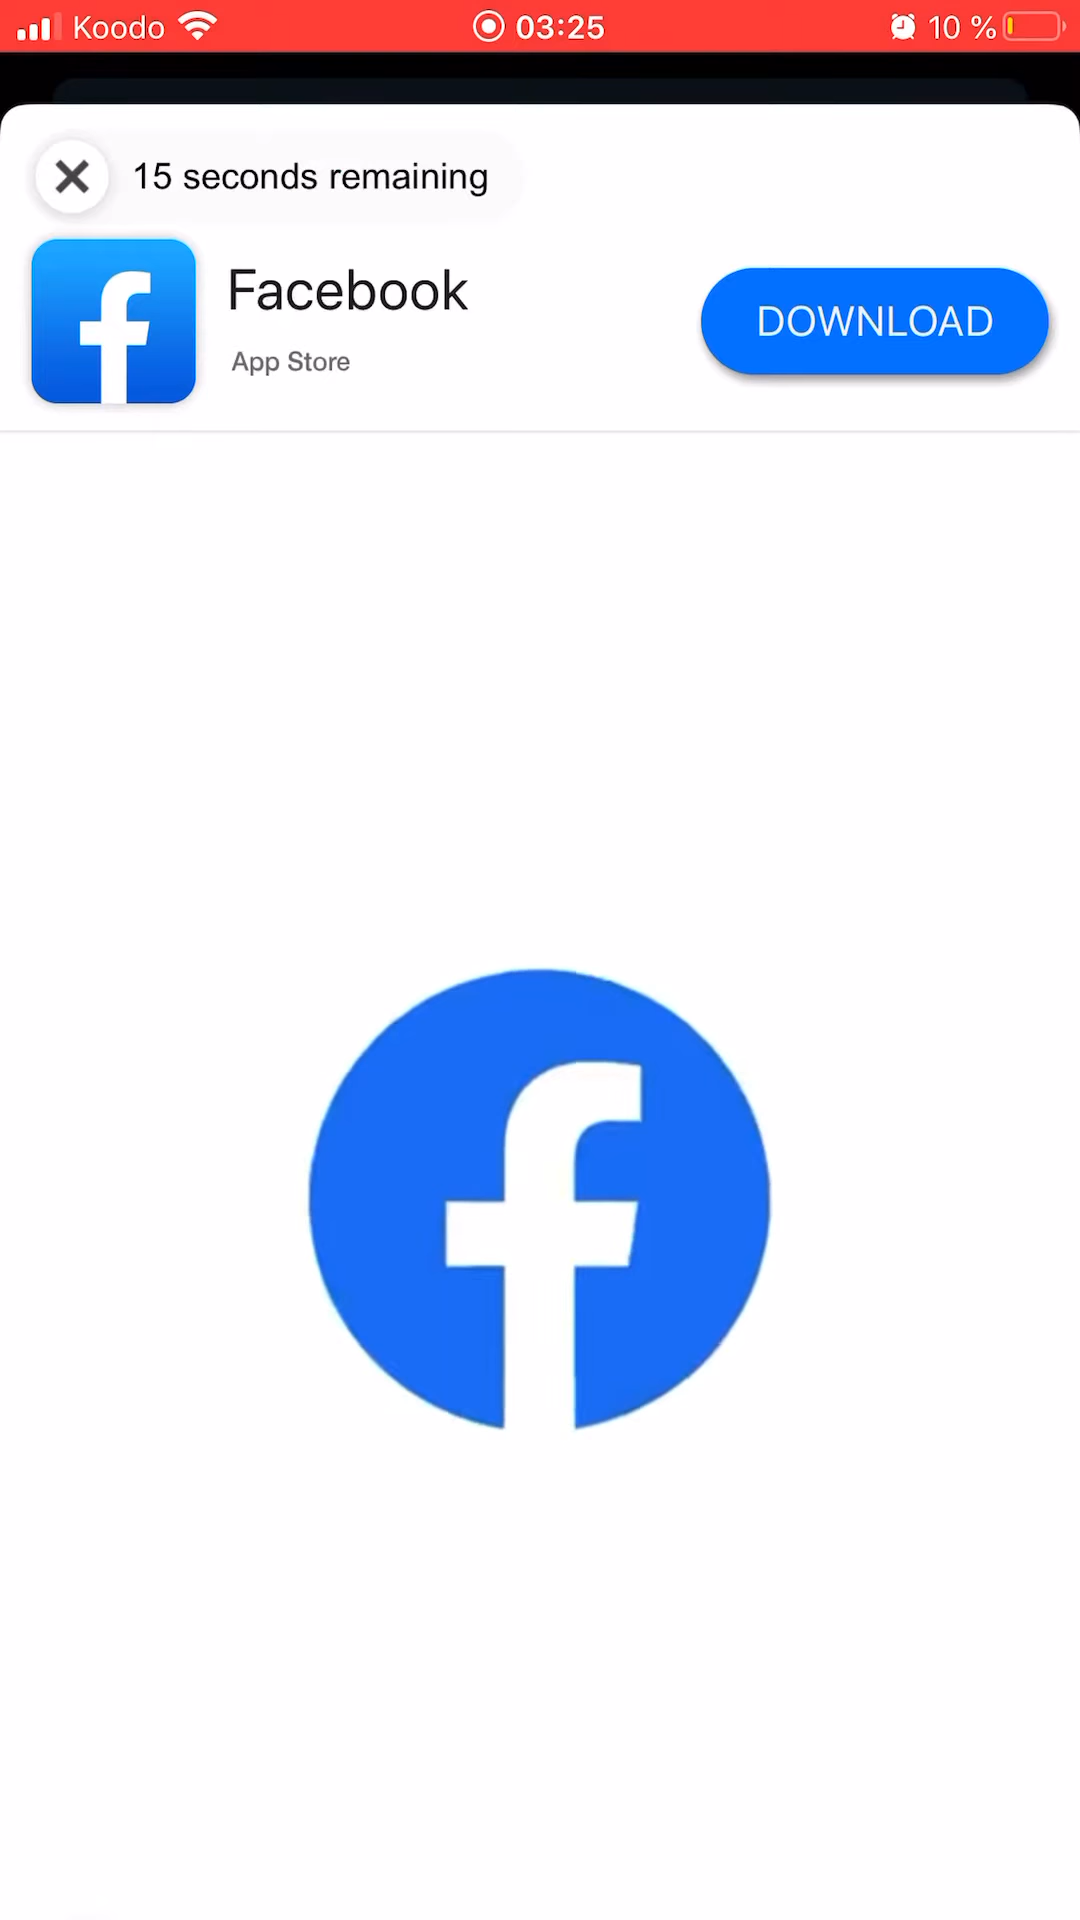 Koodo 03:25 10 %
15 seconds remaining
Facebook
App Store
DOWNLOAD